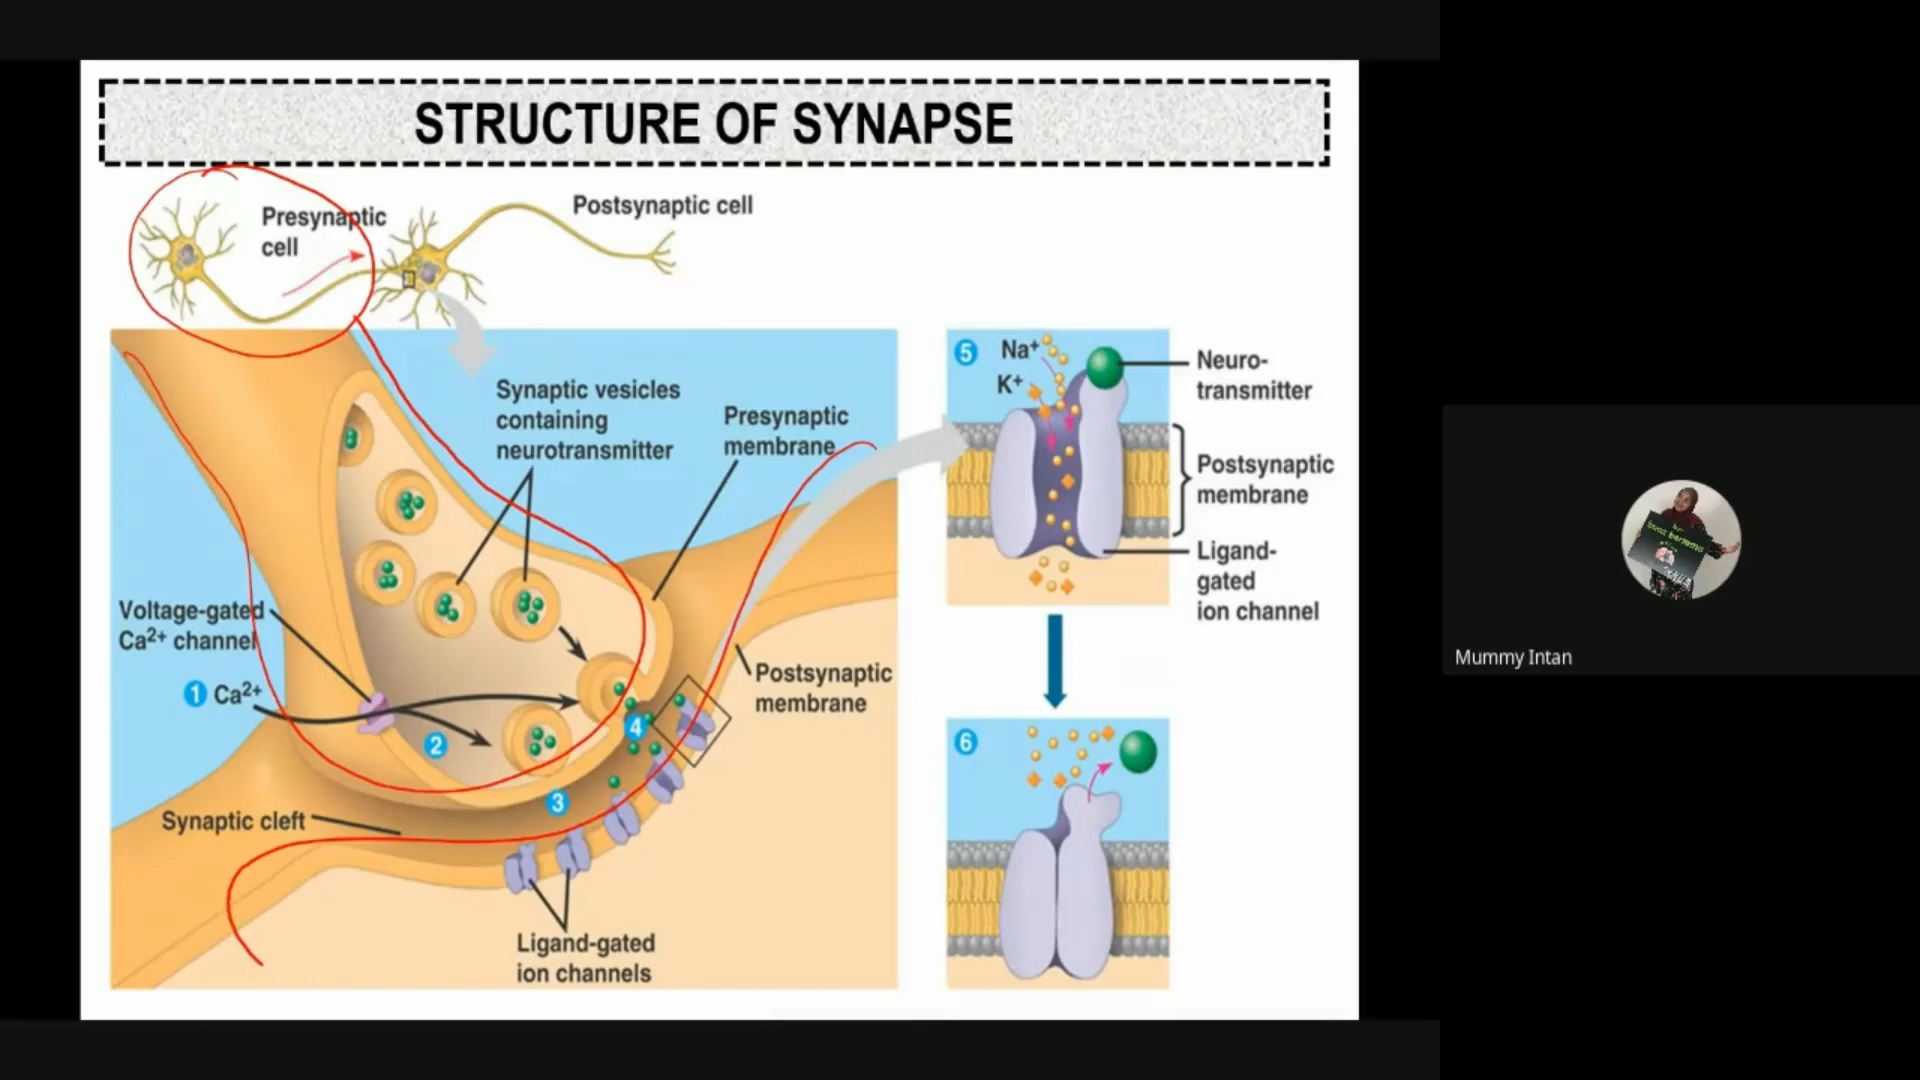 STRUCTURE OF SYNAPSE
Presynaptic
cell
Postsynaptic cell
Synaptic vesicles
containing
neurotransmitter
Presynaptic
membrane
Voltage-gated
Ca2+ channel
1 Ca2+
2
3
4
Postsynaptic
membrane
Synaptic cleft
Ligand-gated
ion channels
5
Na+
K+
Neuro-
transmitter
Postsynaptic
membrane
Ligand-
gated
ion channel
6
Mummy Intan